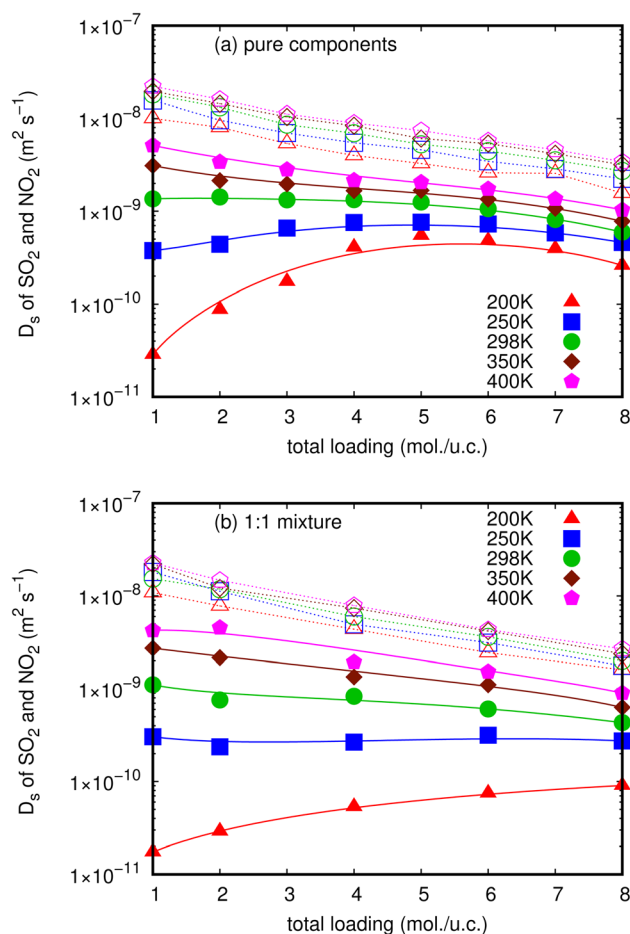 (a) pure components
1×10⁻⁷
1×10⁻⁸
1×10⁻⁹
1×10⁻¹⁰
1×10⁻¹¹
Dₛ of SO₂ and NO₂ (m² s⁻¹)
200K
250K
298K
350K
400K
1 2 3 4 5 6 7 8
total loading (mol./u.c.)
(b) 1:1 mixture
1×10⁻⁷
1×10⁻⁸
1×10⁻⁹
1×10⁻¹⁰
1×10⁻¹¹
Dₛ of SO₂ and NO₂ (m² s⁻¹)
200K
250K
298K
350K
400K
1 2 3 4 5 6 7 8
total loading (mol./u.c.)